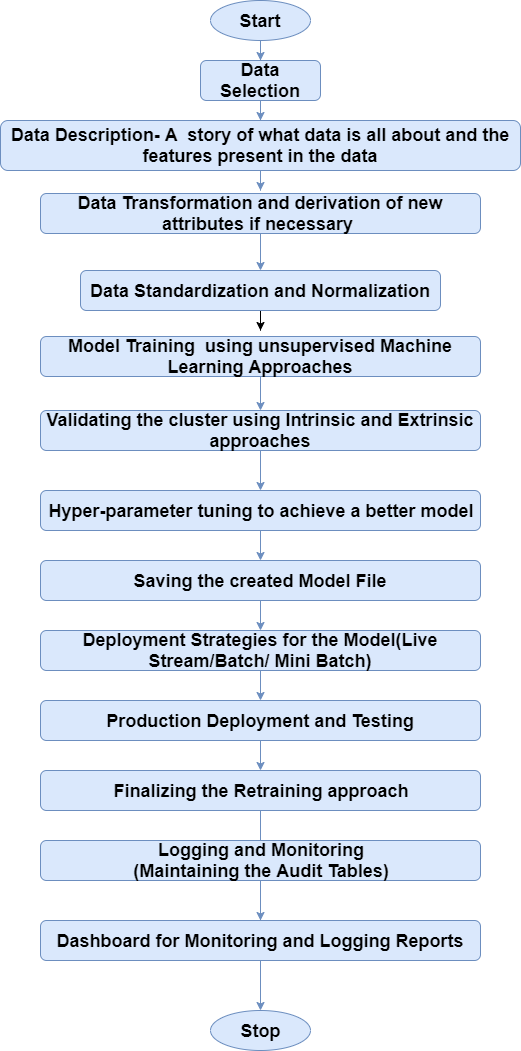 Start
Data
Selection
Data Description- A  story of what data is all about and the
features present in the data
Data Transformation and derivation of new
attributes if necessary
Data Standardization and Normalization
Model Training  using unsupervised Machine
Learning Approaches
Validating the cluster using Intrinsic and Extrinsic
approaches
Hyper-parameter tuning to achieve a better model
Saving the created Model File
Deployment Strategies for the Model(Live
Stream/Batch/ Mini Batch)
Production Deployment and Testing
Finalizing the Retraining approach
Logging and Monitoring
(Maintaining the Audit Tables)
Dashboard for Monitoring and Logging Reports
Stop